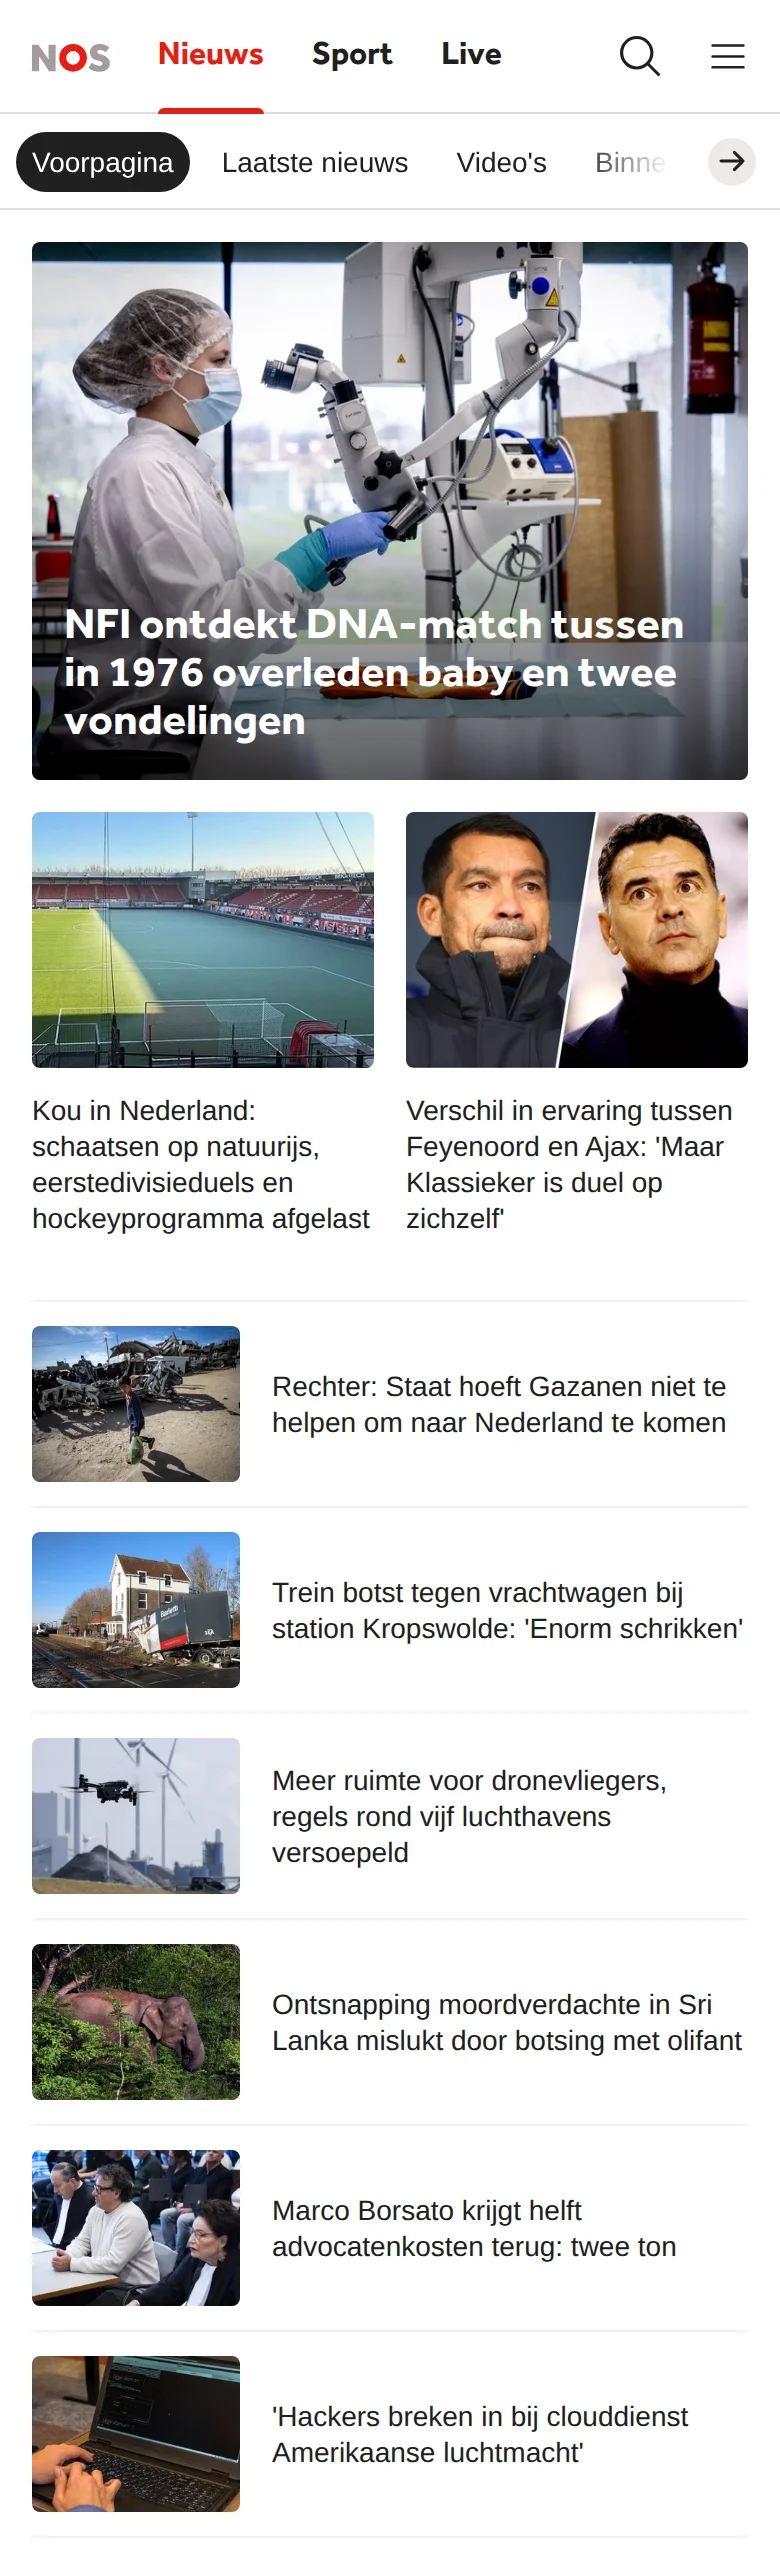 NOS
Nieuws
Sport
Live
Voorpagina
Laatste nieuws
Video's
Binne
NFI ontdekt DNA-match tussen
in 1976 overleden baby en twee
vondelingen
Kou in Nederland:
schaatsen op natuurijs,
eerstedivisieduels en
hockeyprogramma afgelast
Verschil in ervaring tussen
Feyenoord en Ajax: 'Maar
Klassieker is duel op
zichzelf'
Rechter: Staat hoeft Gazanen niet te
helpen om naar Nederland te komen
Trein botst tegen vrachtwagen bij
station Kropswolde: 'Enorm schrikken'
Meer ruimte voor dronevliegers,
regels rond vijf luchthavens
versoepeld
Ontsnapping moordverdachte in Sri
Lanka mislukt door botsing met olifant
Marco Borsato krijgt helft
advocatenkosten terug: twee ton
'Hackers breken in bij clouddienst
Amerikaanse luchtmacht'